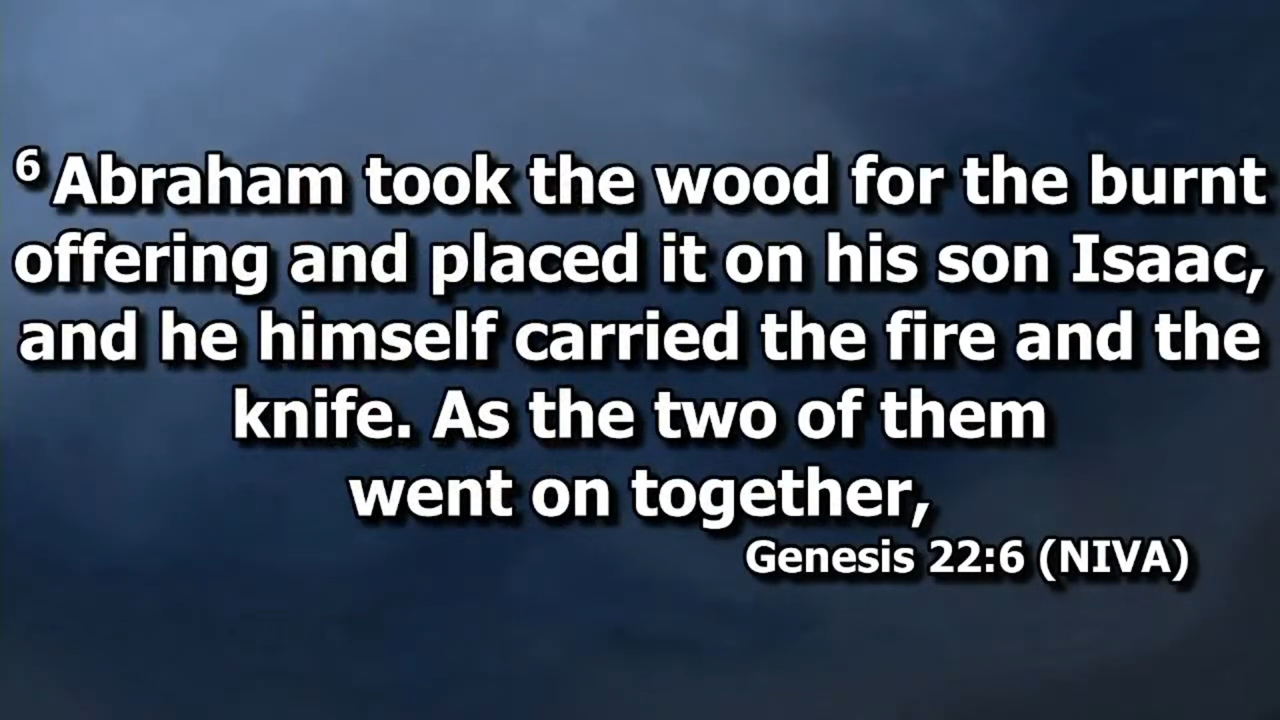 6 Abraham took the wood for the burnt
offering and placed it on his son Isaac,
and he himself carried the fire and the
knife. As the two of them
went on together,
Genesis 22:6 (NIVA)